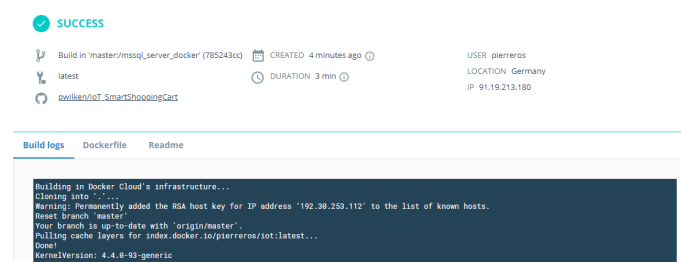 SUCCESS
Build in 'master:/mssql_server_docker' (785243cc)
CREATED 4 minutes ago
USER pierreros
latest
DURATION 3 min
LOCATION Germany
IP 91.19.213.180
pwilken/IoT_SmartShoppingCart
Build logs Dockerfile Readme
Building in Docker Cloud's infrastructure...
Cloning into '.'...
Warning: Permanently added the RSA host key for IP address '192.30.253.112' to the list of known hosts.
Reset branch 'master'
Your branch is up-to-date with 'origin/master'.
Pulling cache layers for index.docker.io/pierreros/iot:latest...
Done!
KernelVersion: 4.4.0-93-generic